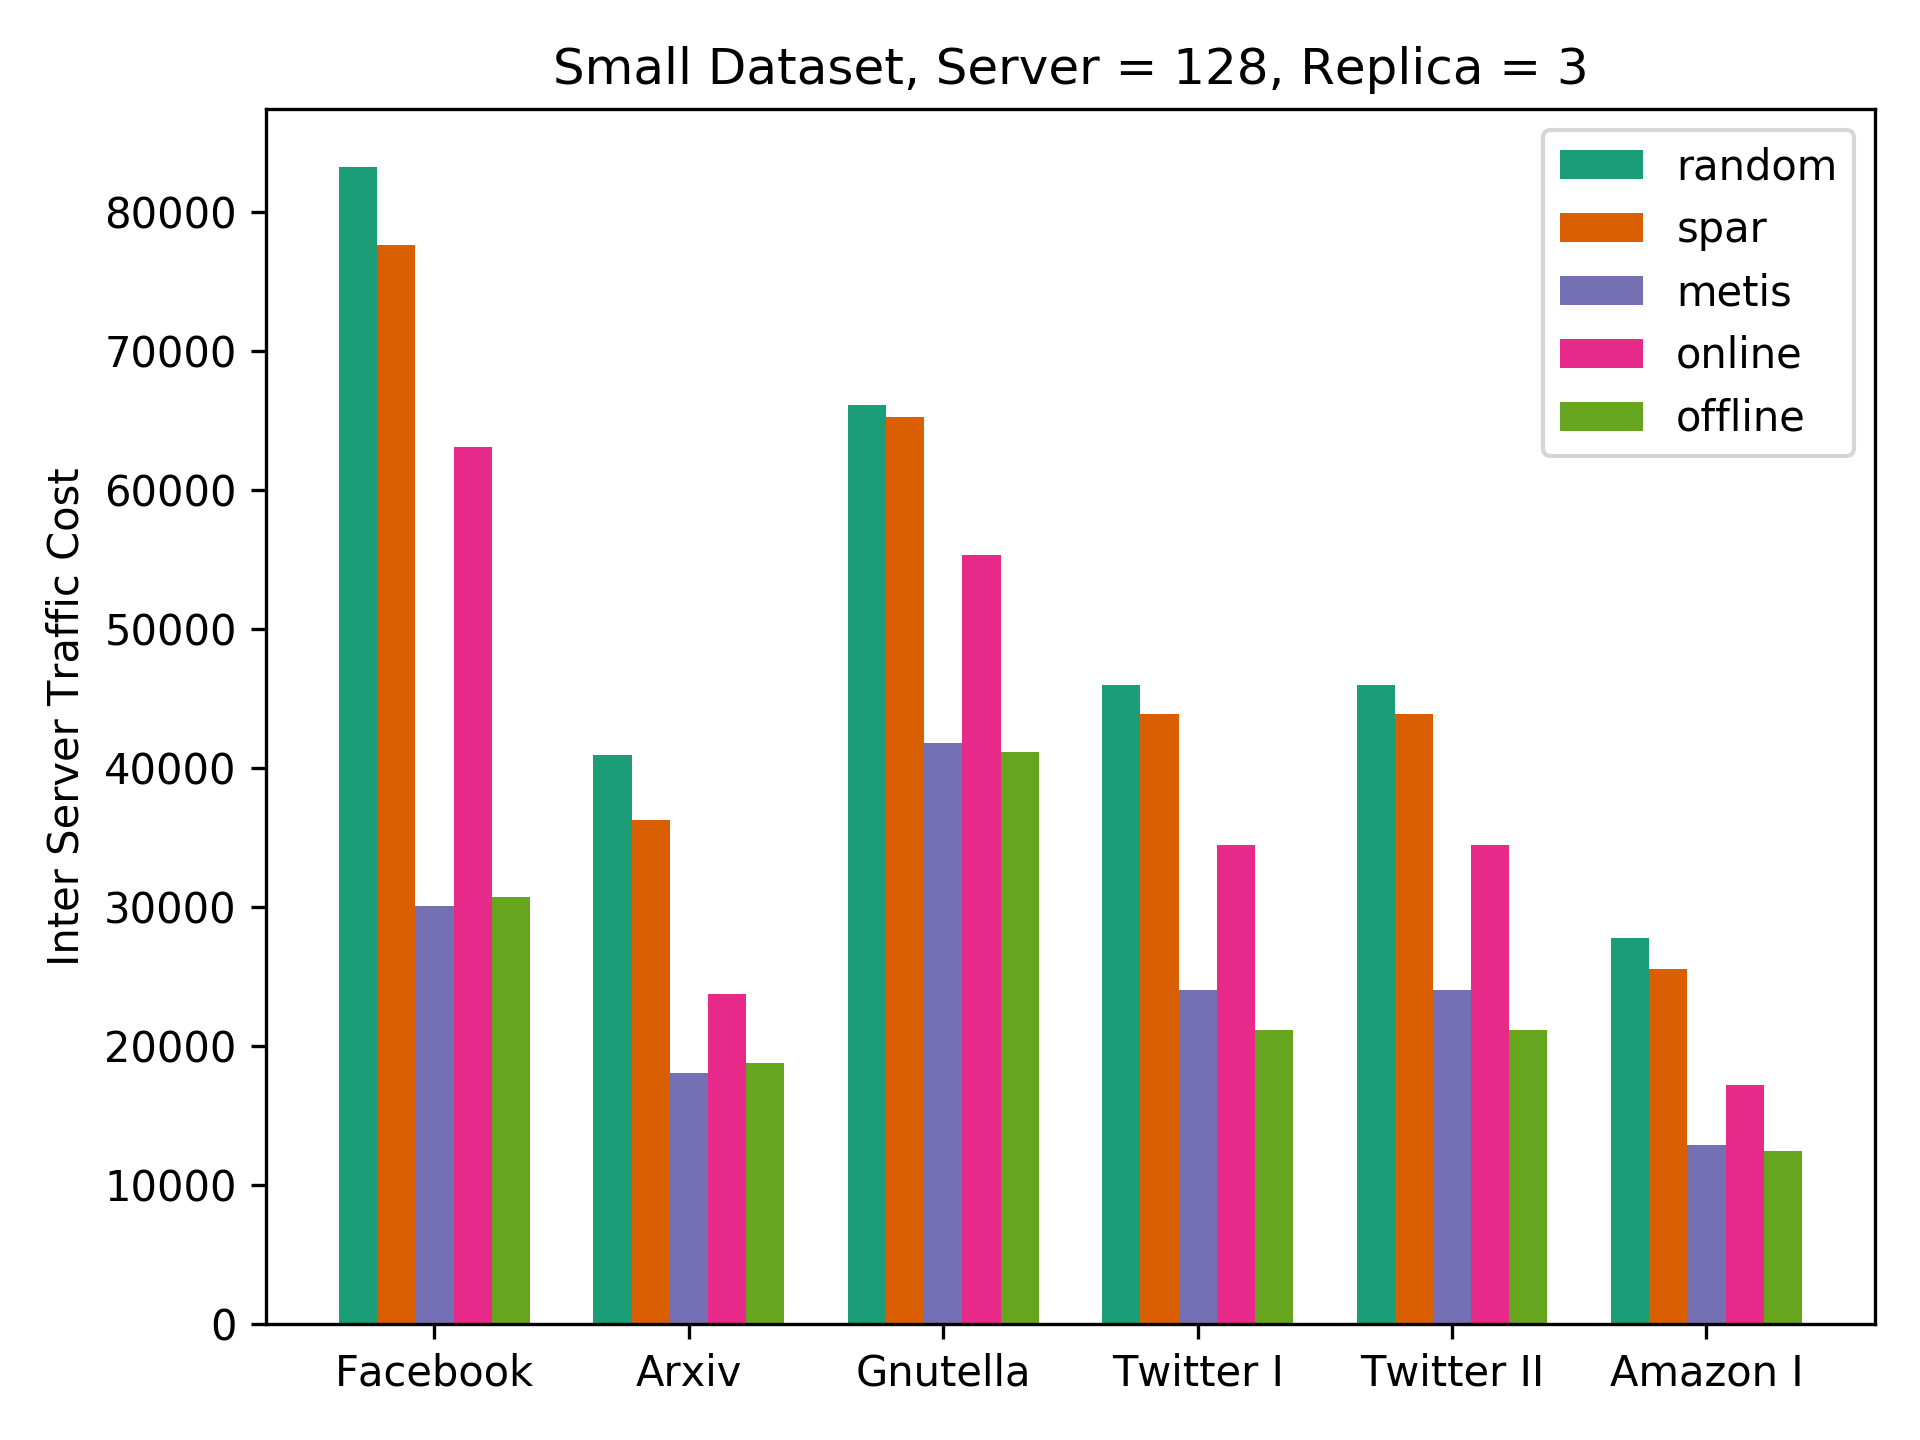 Small Dataset, Server = 128, Replica = 3
Inter Server Traffic Cost
80000
70000
60000
50000
40000
30000
20000
10000
0
random
spar
metis
online
offline
Facebook
Arxiv
Gnutella
Twitter I
Twitter II
Amazon I